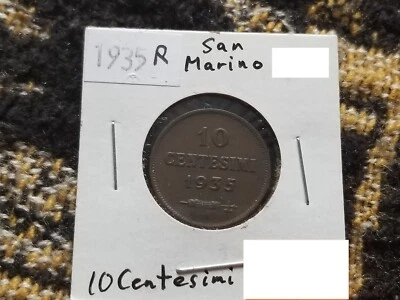 1935 R San
Marino
10
CENTESIMI
1935
10 Centesimi